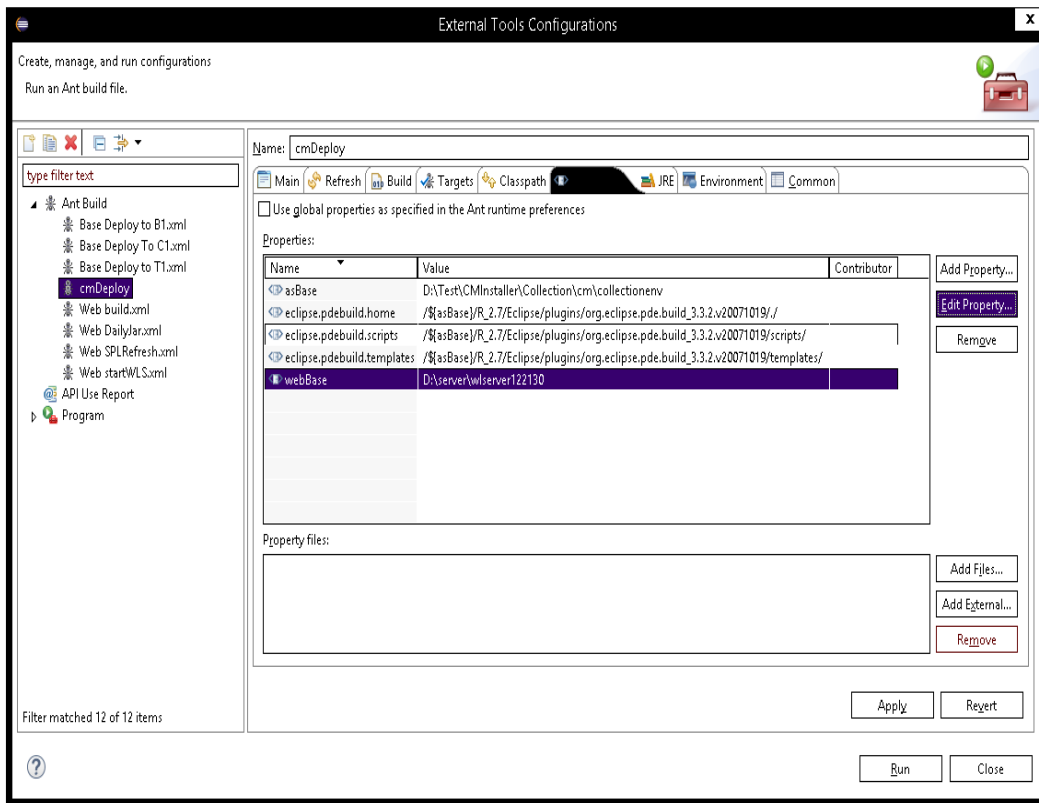 External Tools Configurations
x
Create, manage, and run configurations
Run an Ant build file.
Name: cmDeploy
type filter text
Main Refresh Build Targets Classpath JRE Environment Common
Ant Build
Use global properties as specified in the Ant runtime preferences
Base Deploy to B1.xml
Base Deploy To C1.xml
Base Deploy to T1.xml
cmDeploy
Web build.xml
Web DailyJar.xml
Web SPLRefresh.xml
Web startWLS.xml
API Use Report
Program
Properties:
Name Value Contributor
asBase D:\Test\CMInstaller\Collection\cm\collectionenv
eclipse.pdebuild.home /${asBase}/R_2.7/Eclipse/plugins/org.eclipse.pde.build_3.3.2.v20071019/./
eclipse.pdebuild.scripts /${asBase}/R_2.7/Eclipse/plugins/org.eclipse.pde.build_3.3.2.v20071019/scripts/
eclipse.pdebuild.templates /${asBase}/R_2.7/Eclipse/plugins/org.eclipse.pde.build_3.3.2.v20071019/templates/
webBase D:\server\wlserver122130
Add Property...
Edit Property...
Remove
Property files:
Add Files...
Add External...
Remove
Apply Revert
Filter matched 12 of 12 items
? Run Close